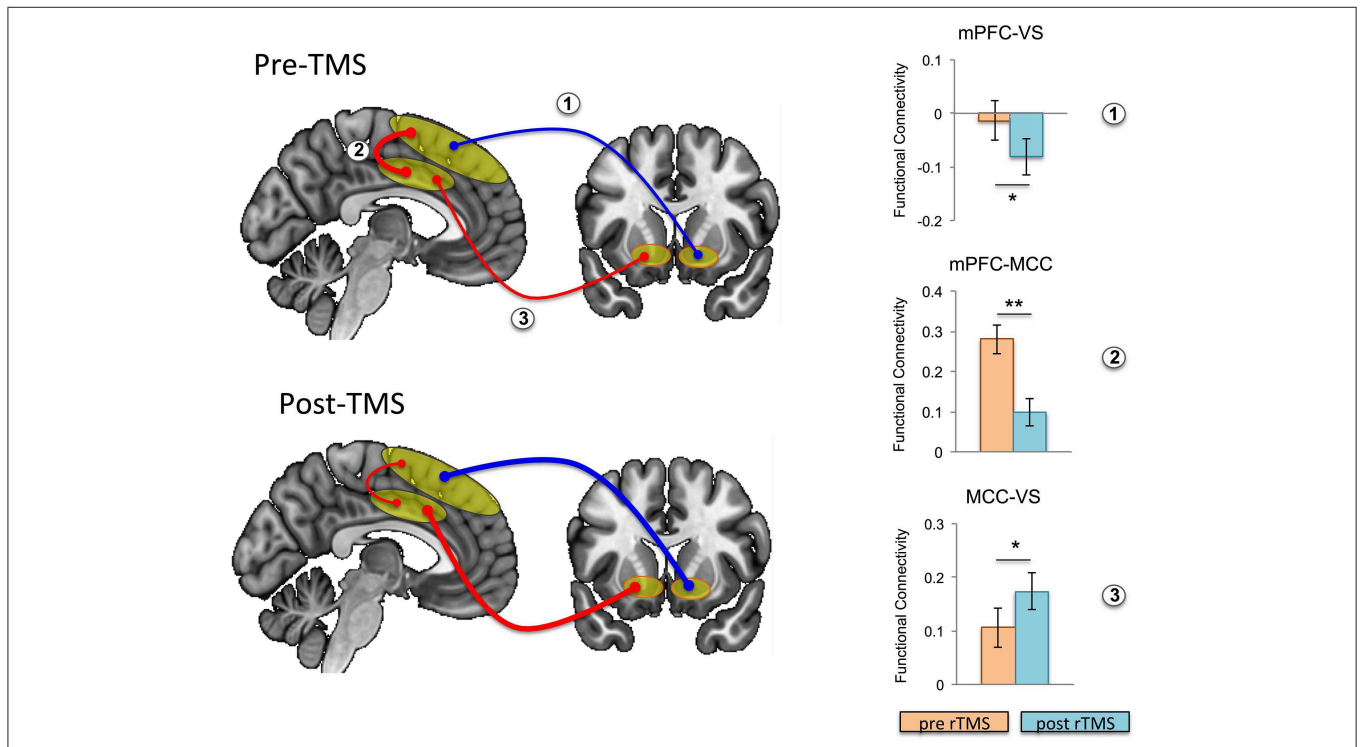 Pre-TMS
1
2
3
Post-TMS
mPFC-VS
Functional Connectivity
0.1
0
-0.1
-0.2
*
1
mPFC-MCC
Functional Connectivity
0.4
0.3
0.2
0.1
0
**
2
MCC-VS
Functional Connectivity
0.3
0.2
0.1
0
*
3
pre rTMS
post rTMS